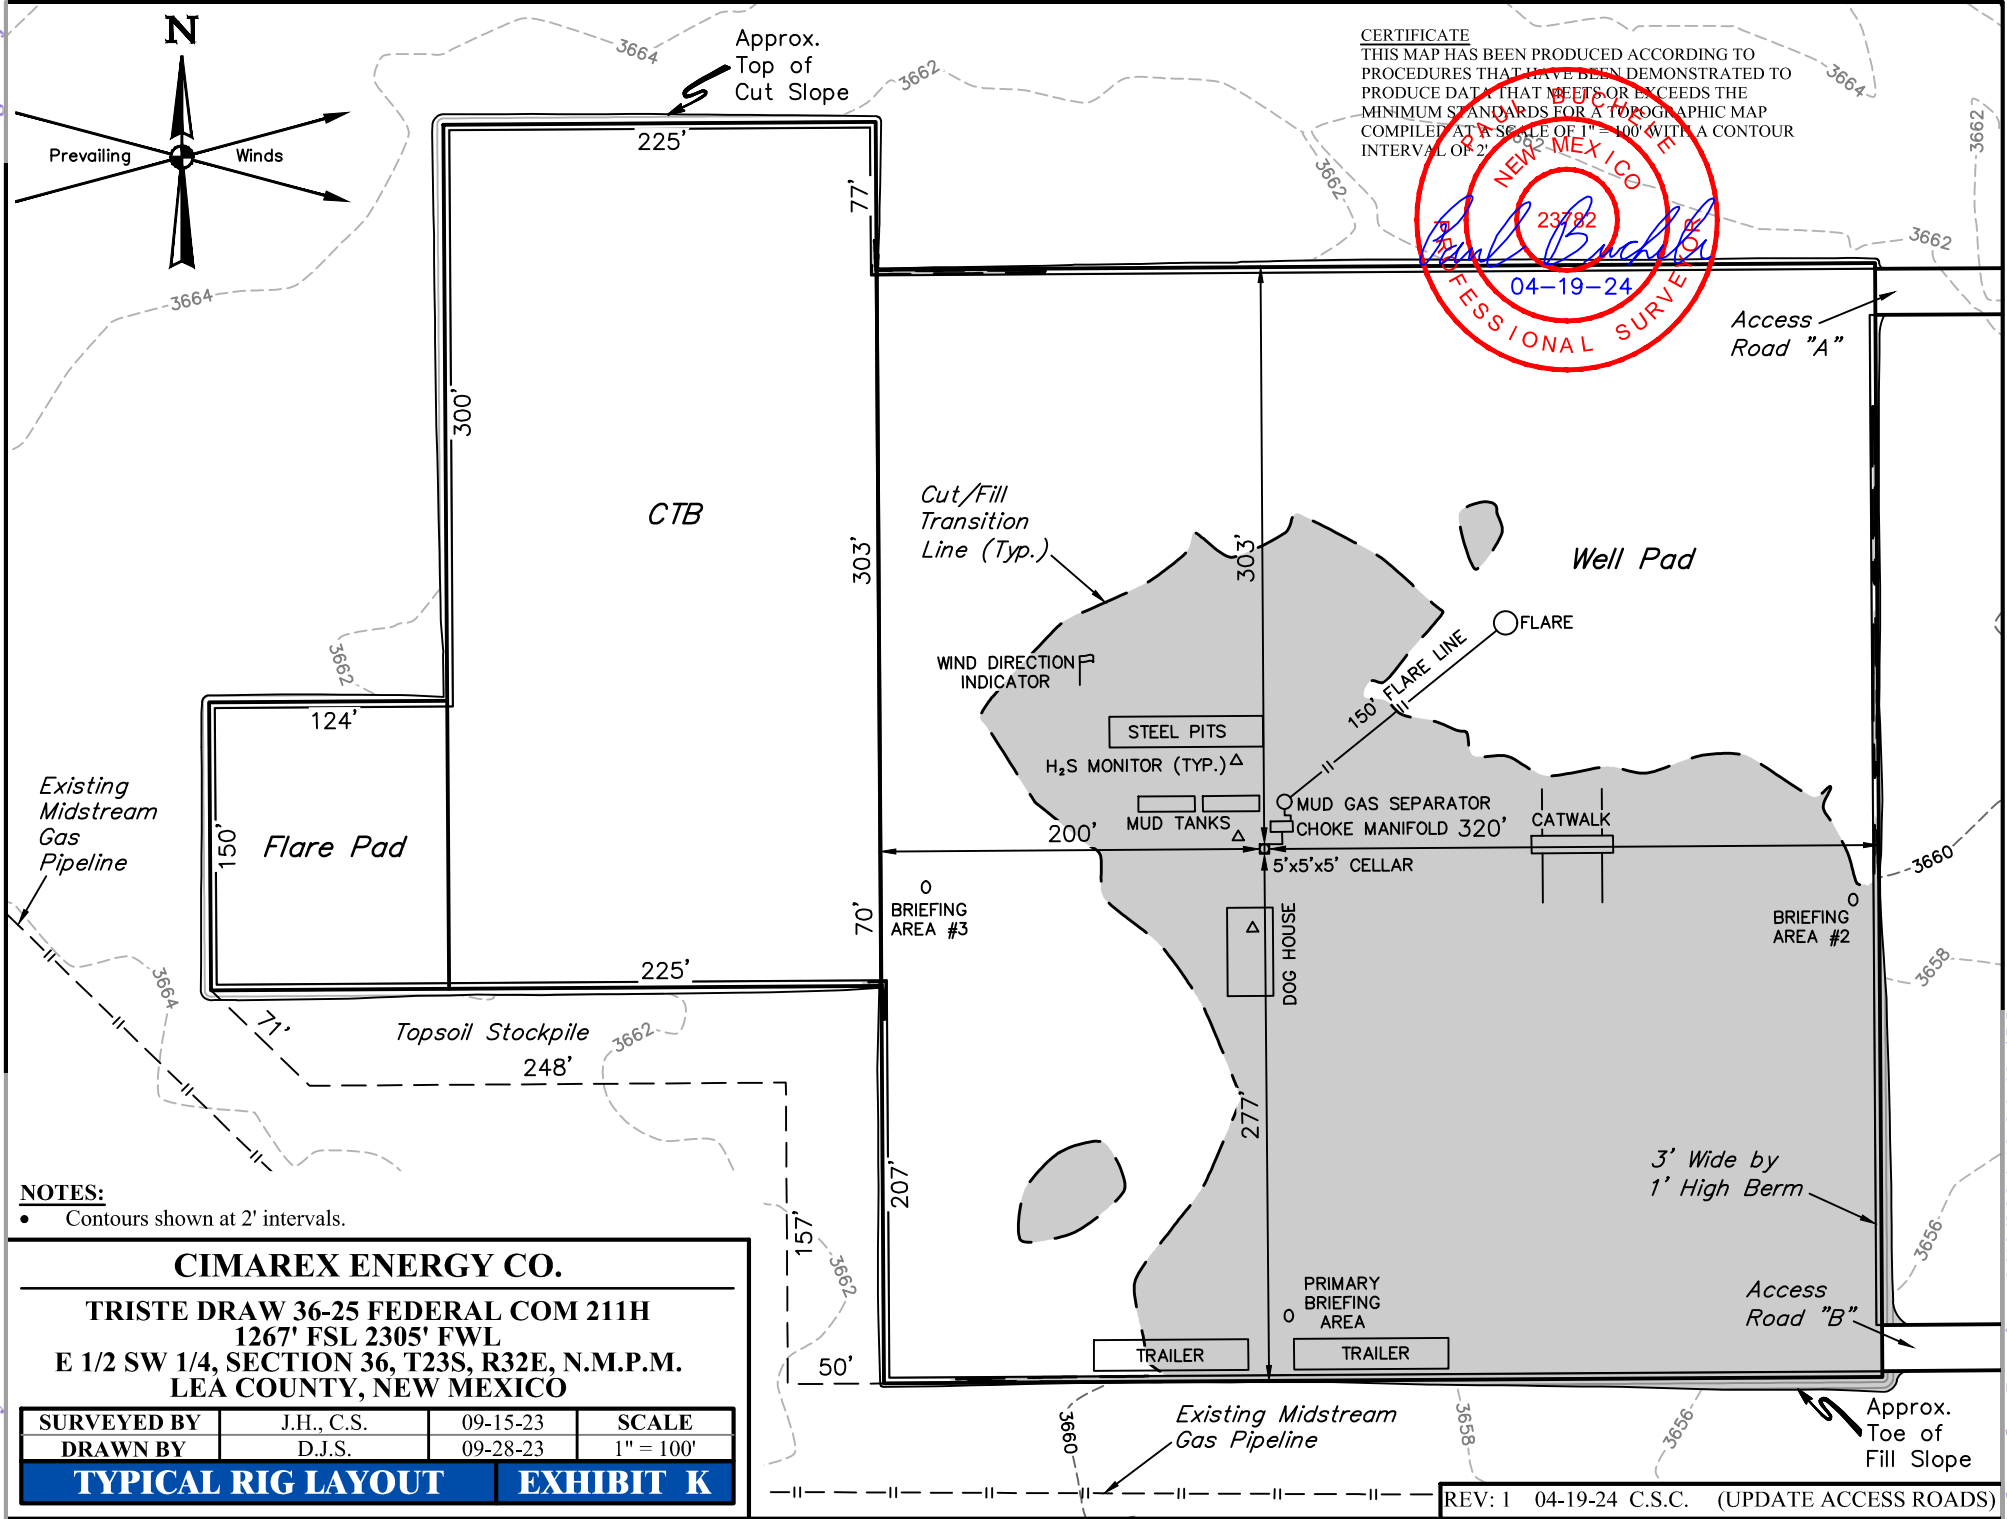 N
Prevailing Winds
Approx.
Top of
Cut Slope
CERTIFICATE
THIS MAP HAS BEEN PRODUCED ACCORDING TO
PROCEDURES THAT HAVE BEEN DEMONSTRATED TO
PRODUCE DATA THAT MEETS OR EXCEEDS THE
MINIMUM STANDARDS FOR A TOPOGRAPHIC MAP
COMPILED AT A SCALE OF 1" = 100' WITH A CONTOUR
INTERVAL OF 2'.
PAUL BUCHELE
NEW MEXICO
23782
PROFESSIONAL SURVEYOR
Paul Buchele
04-19-24
3664
3662
3664
3662
3662
3662
3662
3664
225'
77'
300'
303'
CTB
Access
Road "A"
Cut/Fill
Transition
Line (Typ.)
303'
Well Pad
FLARE
FLARE LINE
150'
WIND DIRECTION
INDICATOR
3662
124'
STEEL PITS
H₂S MONITOR (TYP.)
MUD GAS SEPARATOR
MUD TANKS
CHOKE MANIFOLD 320'
CATWALK
200'
5'x5'x5' CELLAR
Existing
Midstream
Gas
Pipeline
150'
Flare Pad
70'
BRIEFING
AREA #3
DOG HOUSE
BRIEFING
AREA #2
3660
3658
225'
3664
71'
Topsoil Stockpile
3662
248'
277'
207'
157'
3662
3' Wide by
1' High Berm
3656
PRIMARY
BRIEFING
AREA
Access
Road "B"
TRAILER
TRAILER
50'
3660
Existing Midstream
Gas Pipeline
3658
3656
Approx.
Toe of
Fill Slope
NOTES:
• Contours shown at 2' intervals.
CIMAREX ENERGY CO.
TRISTE DRAW 36-25 FEDERAL COM 211H
1267' FSL 2305' FWL
E 1/2 SW 1/4, SECTION 36, T23S, R32E, N.M.P.M.
LEA COUNTY, NEW MEXICO
SURVEYED BY J.H., C.S. 09-15-23 SCALE
DRAWN BY D.J.S. 09-28-23 1" = 100'
TYPICAL RIG LAYOUT EXHIBIT K
REV: 1 04-19-24 C.S.C. (UPDATE ACCESS ROADS)